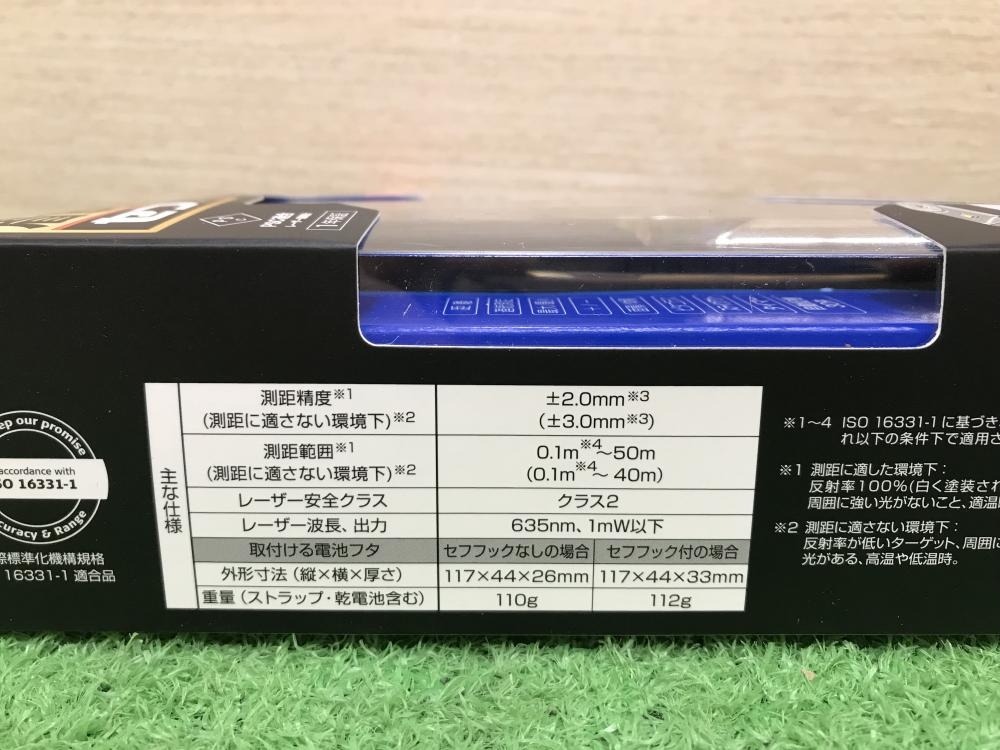 1年保証
主な仕様
測距精度※1 ±2.0mm※3
(測距に適さない環境下)※2 (±3.0mm※3)
測距範囲※1 0.1m※4～50m
(測距に適さない環境下)※2 (0.1m※4～ 40m)
レーザー安全クラス クラス2
レーザー波長、出力 635nm、1mW以下
取付ける電池フタ セフフックなしの場合 セフフック付の場合
外形寸法（縦×横×厚さ） 117×44×26mm 117×44×33mm
重量（ストラップ・乾電池含む） 110g 112g
ep our promise
accordance with
SO 16331-1
curacy & Range
際標準化機構規格
16331-1 適合品
※1～4 ISO 16331-1に基づき
れ以下の条件下で適用さ
※1 測距に適した環境下：
反射率100％(白く塗装され
周囲に強い光がないこと、適温
※2 測距に適さない環境下：
反射率が低いターゲット、周囲に
光がある、高温や低温時。